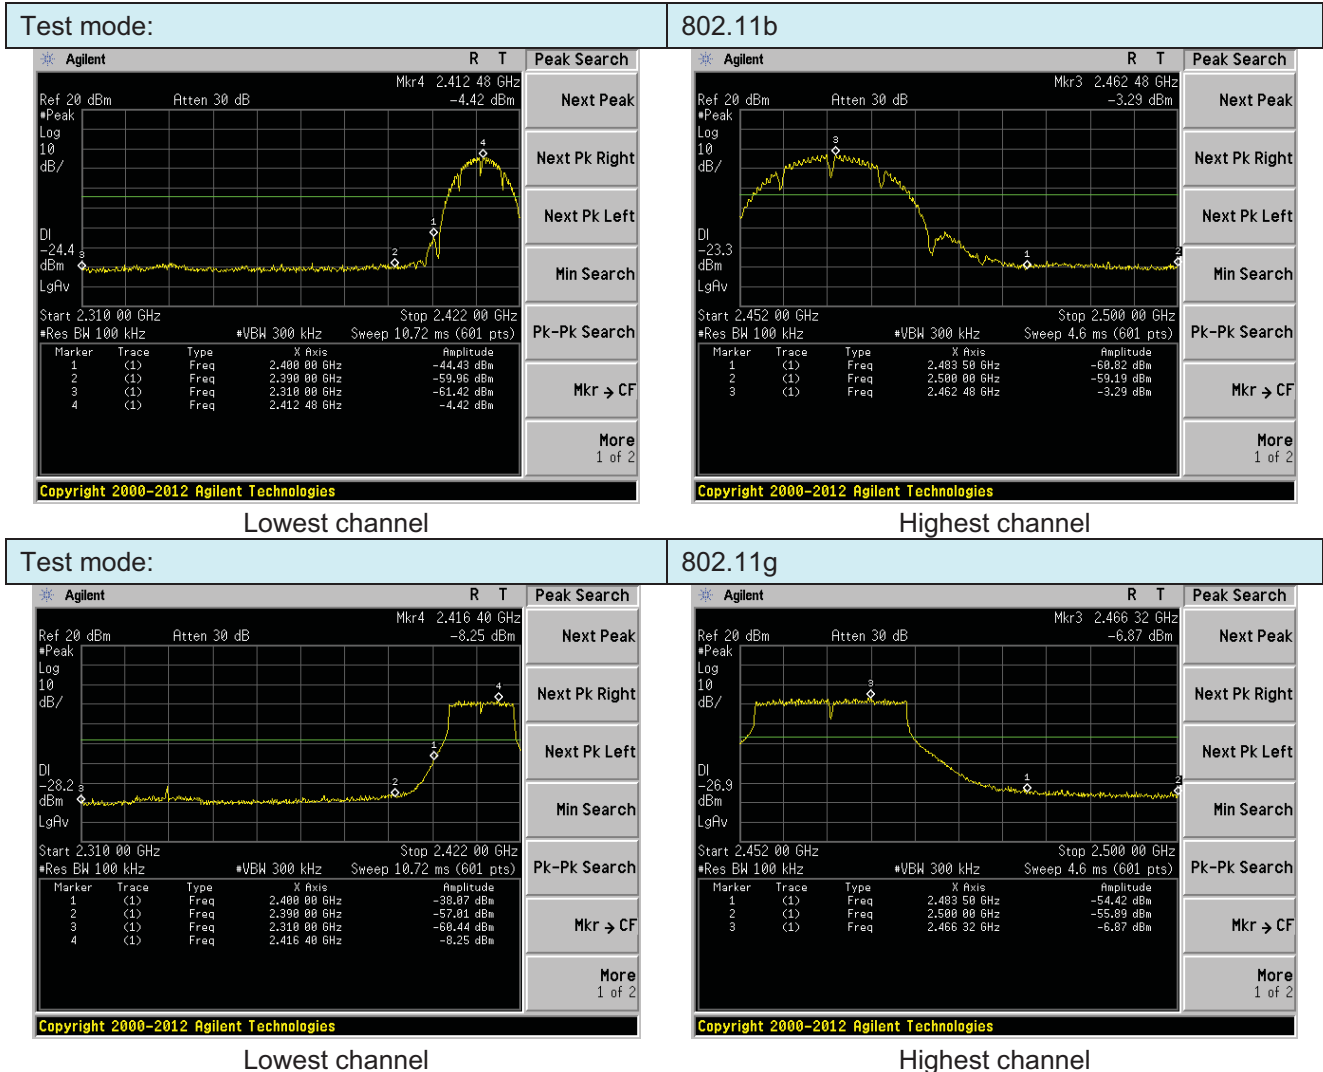 Test mode: 802.11b
Agilent R T Peak Search
Mkr4 2.412 48 GHz
Ref 20 dBm Atten 30 dB -4.42 dBm
#Peak
Log
10
dB/
DI
-24.4
dBm
LgAv
1
2
3
4
Start 2.310 00 GHz Stop 2.422 00 GHz
#Res BW 100 kHz #VBW 300 kHz Sweep 10.72 ms (601 pts)
Marker Trace Type X Axis Amplitude
1 (1) Freq 2.400 00 GHz -44.43 dBm
2 (1) Freq 2.390 00 GHz -59.96 dBm
3 (1) Freq 2.310 00 GHz -61.42 dBm
4 (1) Freq 2.412 48 GHz -4.42 dBm
Next Peak
Next Pk Right
Next Pk Left
Min Search
Pk-Pk Search
Mkr → CF
More
1 of 2
Copyright 2000-2012 Agilent Technologies
Lowest channel
Agilent R T Peak Search
Mkr3 2.462 48 GHz
Ref 20 dBm Atten 30 dB -3.29 dBm
#Peak
Log
10
dB/
DI
-23.3
dBm
LgAv
3
1
2
Start 2.452 00 GHz Stop 2.500 00 GHz
#Res BW 100 kHz #VBW 300 kHz Sweep 4.6 ms (601 pts)
Marker Trace Type X Axis Amplitude
1 (1) Freq 2.483 50 GHz -60.82 dBm
2 (1) Freq 2.500 00 GHz -59.19 dBm
3 (1) Freq 2.462 48 GHz -3.29 dBm
Next Peak
Next Pk Right
Next Pk Left
Min Search
Pk-Pk Search
Mkr → CF
More
1 of 2
Copyright 2000-2012 Agilent Technologies
Highest channel
Test mode: 802.11g
Agilent R T Peak Search
Mkr4 2.416 40 GHz
Ref 20 dBm Atten 30 dB -8.25 dBm
#Peak
Log
10
dB/
DI
-28.2
dBm
LgAv
4
1
2
3
Start 2.310 00 GHz Stop 2.422 00 GHz
#Res BW 100 kHz #VBW 300 kHz Sweep 10.72 ms (601 pts)
Marker Trace Type X Axis Amplitude
1 (1) Freq 2.400 00 GHz -38.07 dBm
2 (1) Freq 2.390 00 GHz -57.01 dBm
3 (1) Freq 2.310 00 GHz -60.44 dBm
4 (1) Freq 2.416 40 GHz -8.25 dBm
Next Peak
Next Pk Right
Next Pk Left
Min Search
Pk-Pk Search
Mkr → CF
More
1 of 2
Copyright 2000-2012 Agilent Technologies
Lowest channel
Agilent R T Peak Search
Mkr3 2.466 32 GHz
Ref 20 dBm Atten 30 dB -6.87 dBm
#Peak
Log
10
dB/
DI
-26.9
dBm
LgAv
3
1
2
Start 2.452 00 GHz Stop 2.500 00 GHz
#Res BW 100 kHz #VBW 300 kHz Sweep 4.6 ms (601 pts)
Marker Trace Type X Axis Amplitude
1 (1) Freq 2.483 50 GHz -54.42 dBm
2 (1) Freq 2.500 00 GHz -55.89 dBm
3 (1) Freq 2.466 32 GHz -6.87 dBm
Next Peak
Next Pk Right
Next Pk Left
Min Search
Pk-Pk Search
Mkr → CF
More
1 of 2
Copyright 2000-2012 Agilent Technologies
Highest channel